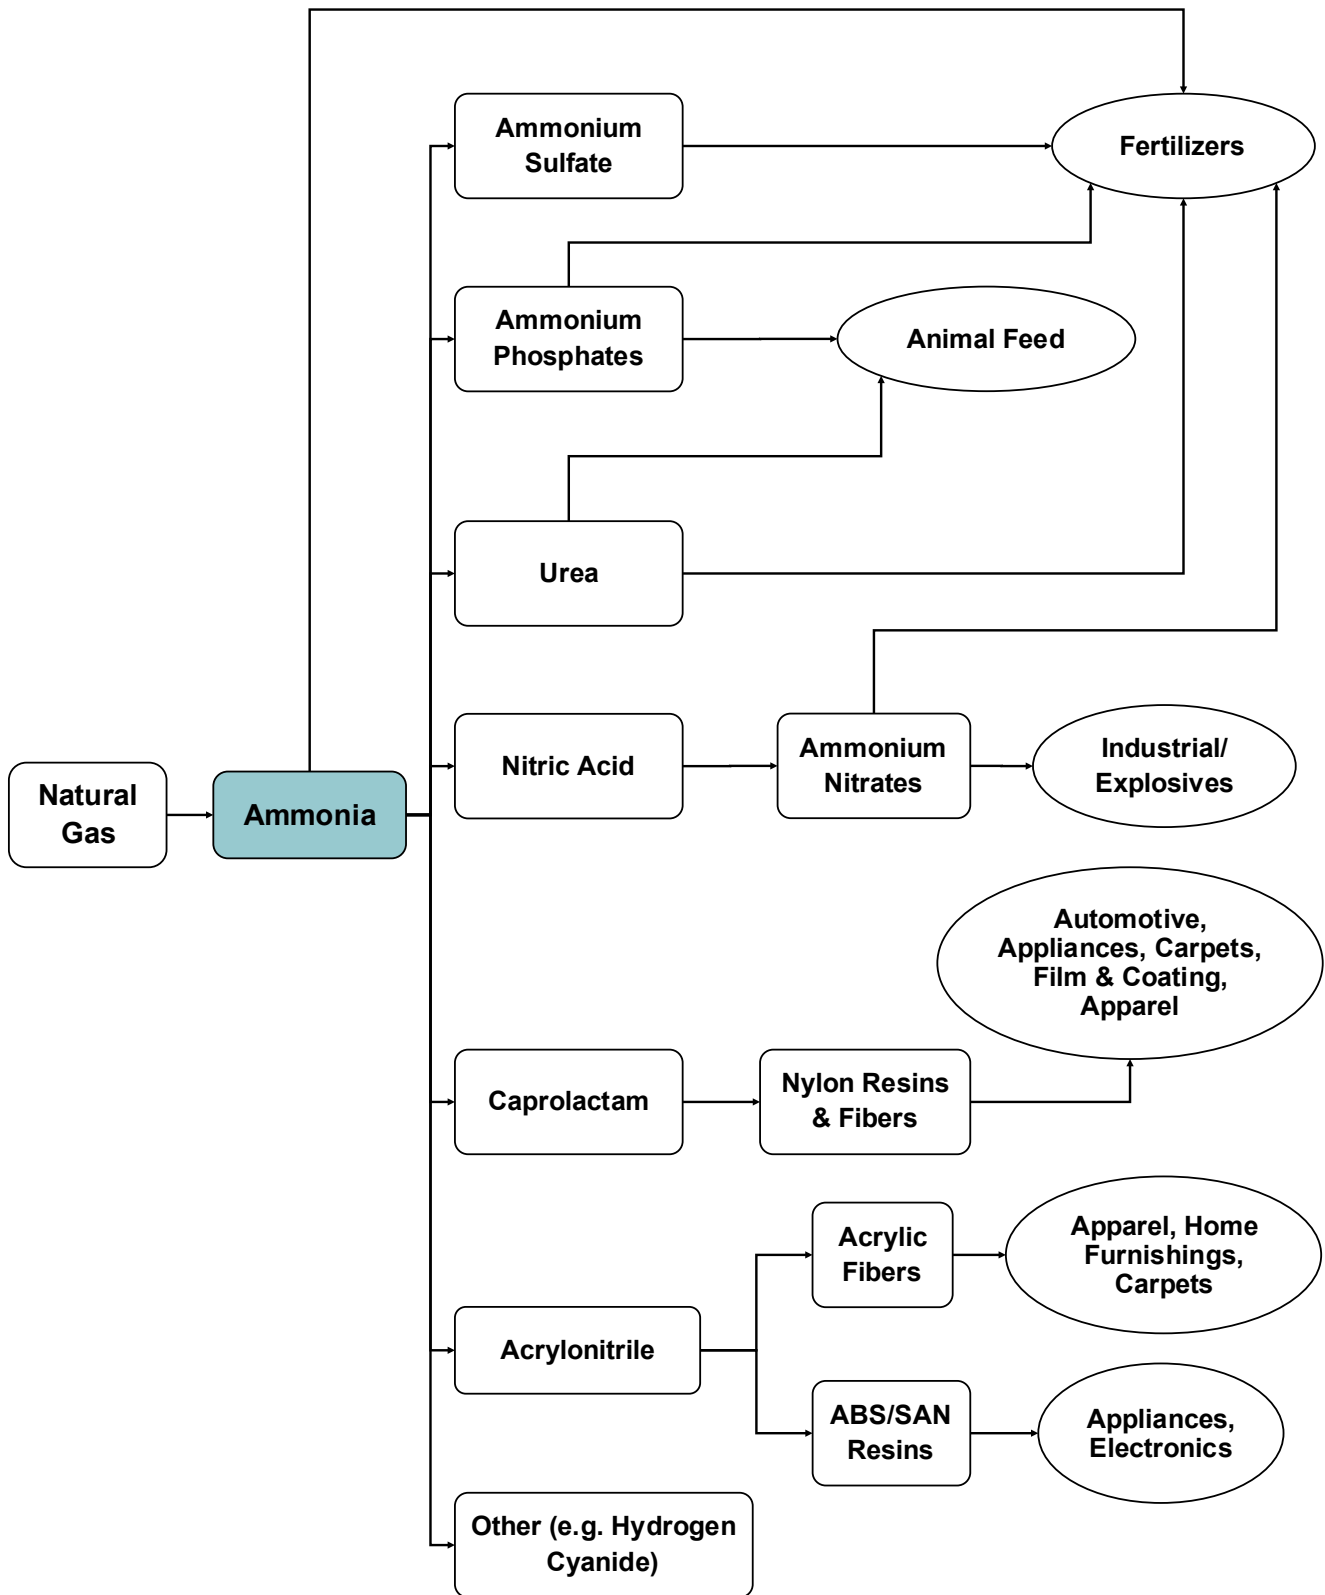 Ammonium
Sulfate
Fertilizers
Ammonium
Phosphates
Animal Feed
Urea
Natural
Gas
Ammonia
Nitric Acid
Ammonium
Nitrates
Industrial/
Explosives
Automotive,
Appliances, Carpets,
Film & Coating,
Apparel
Caprolactam
Nylon Resins
& Fibers
Acrylonitrile
Acrylic
Fibers
Apparel, Home
Furnishings,
Carpets
ABS/SAN
Resins
Appliances,
Electronics
Other (e.g. Hydrogen
Cyanide)